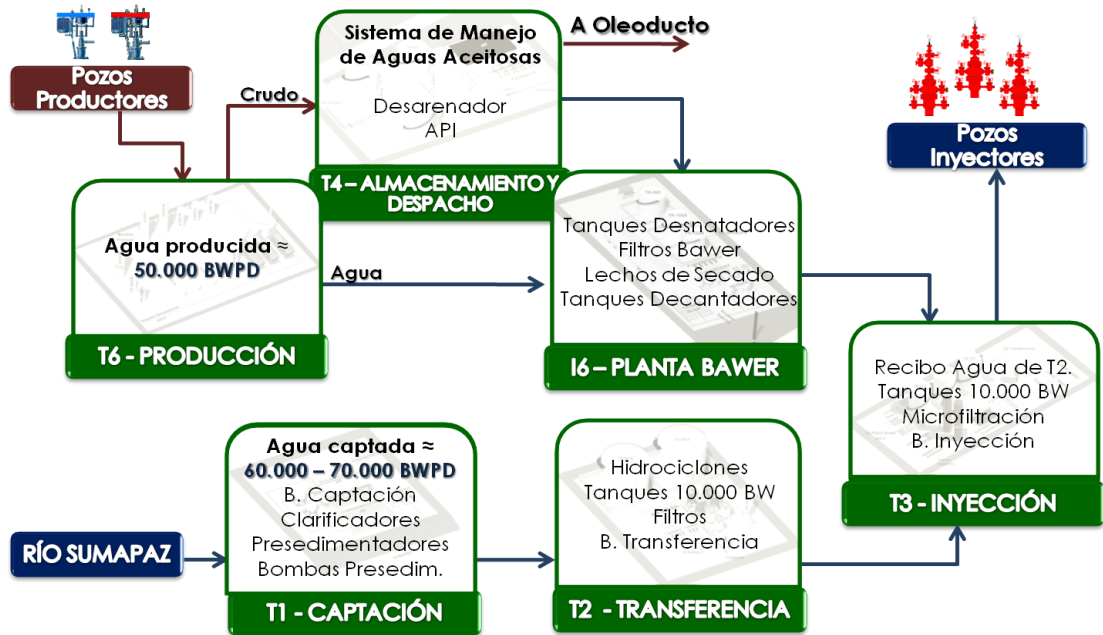 Pozos
Productores
Crudo
Sistema de Manejo
de Aguas Aceitosas
Desarenador
API
T4 – ALMACENAMIENTO Y
DESPACHO
A Oleoducto
Pozos
Inyectores
Agua producida ≈
50.000 BWPD
T6 - PRODUCCIÓN
Agua
Tanques Desnatadores
Filtros Bawer
Lechos de Secado
Tanques Decantadores
I6 – PLANTA BAWER
Recibo Agua de T2.
Tanques 10.000 BW
Microfiltración
B. Inyección
T3 - INYECCIÓN
RÍO SUMAPAZ
Agua captada ≈
60.000 – 70.000 BWPD
B. Captación
Clarificadores
Presedimentadores
Bombas Presedim.
T1 - CAPTACIÓN
Hidrociclones
Tanques 10.000 BW
Filtros
B. Transferencia
T2 - TRANSFERENCIA